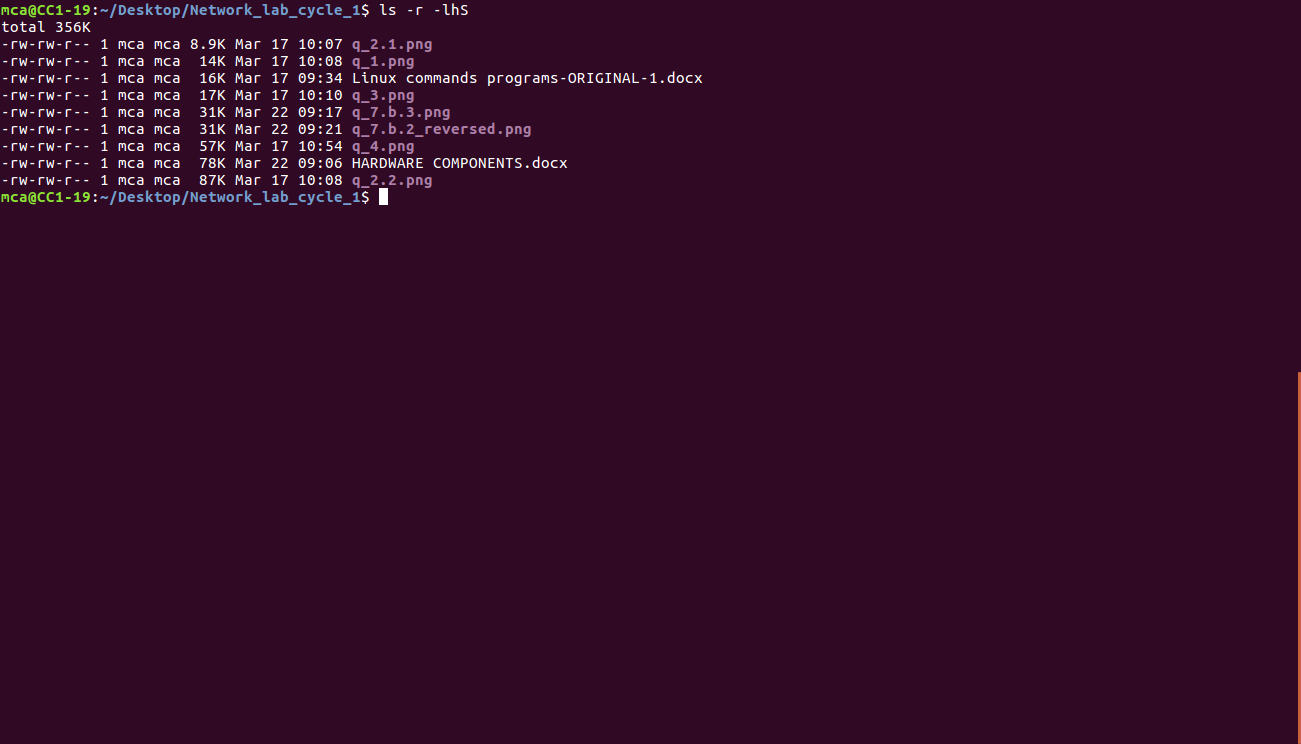 mca@CC1-19:~/Desktop/Network_lab_cycle_1$ ls -r -lhS
total 356K
-rw-rw-r-- 1 mca mca 8.9K Mar 17 10:07 q_2.1.png
-rw-rw-r-- 1 mca mca  14K Mar 17 10:08 q_1.png
-rw-rw-r-- 1 mca mca  16K Mar 17 09:34 Linux commands programs-ORIGINAL-1.docx
-rw-rw-r-- 1 mca mca  17K Mar 17 10:10 q_3.png
-rw-rw-r-- 1 mca mca  31K Mar 22 09:17 q_7.b.3.png
-rw-rw-r-- 1 mca mca  31K Mar 22 09:21 q_7.b.2_reversed.png
-rw-rw-r-- 1 mca mca  57K Mar 17 10:54 q_4.png
-rw-rw-r-- 1 mca mca  78K Mar 22 09:06 HARDWARE COMPONENTS.docx
-rw-rw-r-- 1 mca mca  87K Mar 17 10:08 q_2.2.png
mca@CC1-19:~/Desktop/Network_lab_cycle_1$